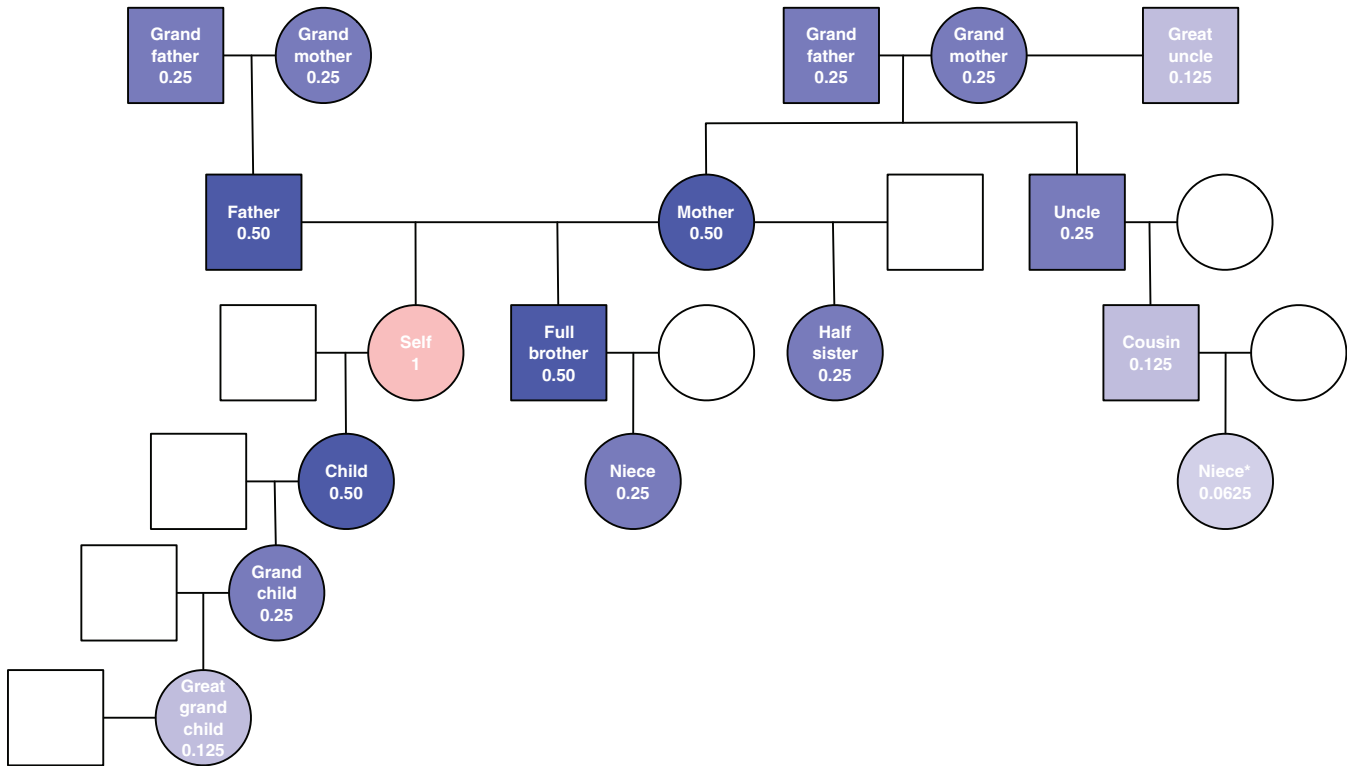 Grand
father
0.25
Grand
mother
0.25
Grand
father
0.25
Grand
mother
0.25
Great
uncle
0.125
Father
0.50
Mother
0.50
Uncle
0.25
Self
1
Full
brother
0.50
Half
sister
0.25
Cousin
0.125
Child
0.50
Niece
0.25
Niece*
0.0625
Grand
child
0.25
Great
grand
child
0.125